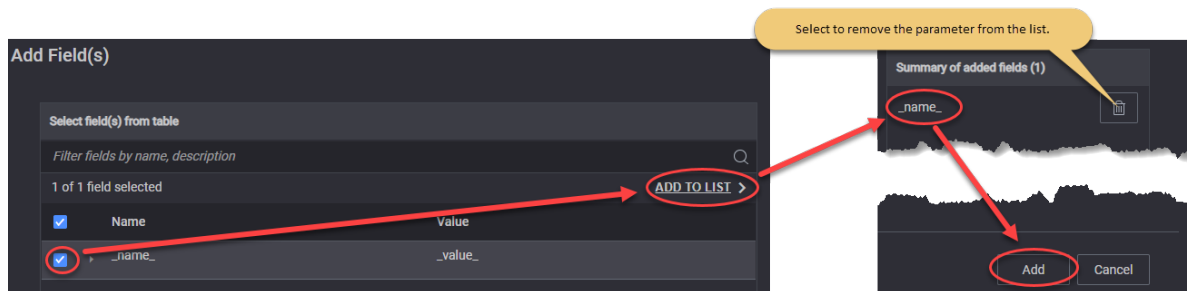 Select to remove the parameter from the list.
Add Field(s)
Summary of added fields (1)
_name_
Select field(s) from table
Filter fields by name, description
1 of 1 field selected
ADD TO LIST >
Name Value
_name_ _value_
Add Cancel